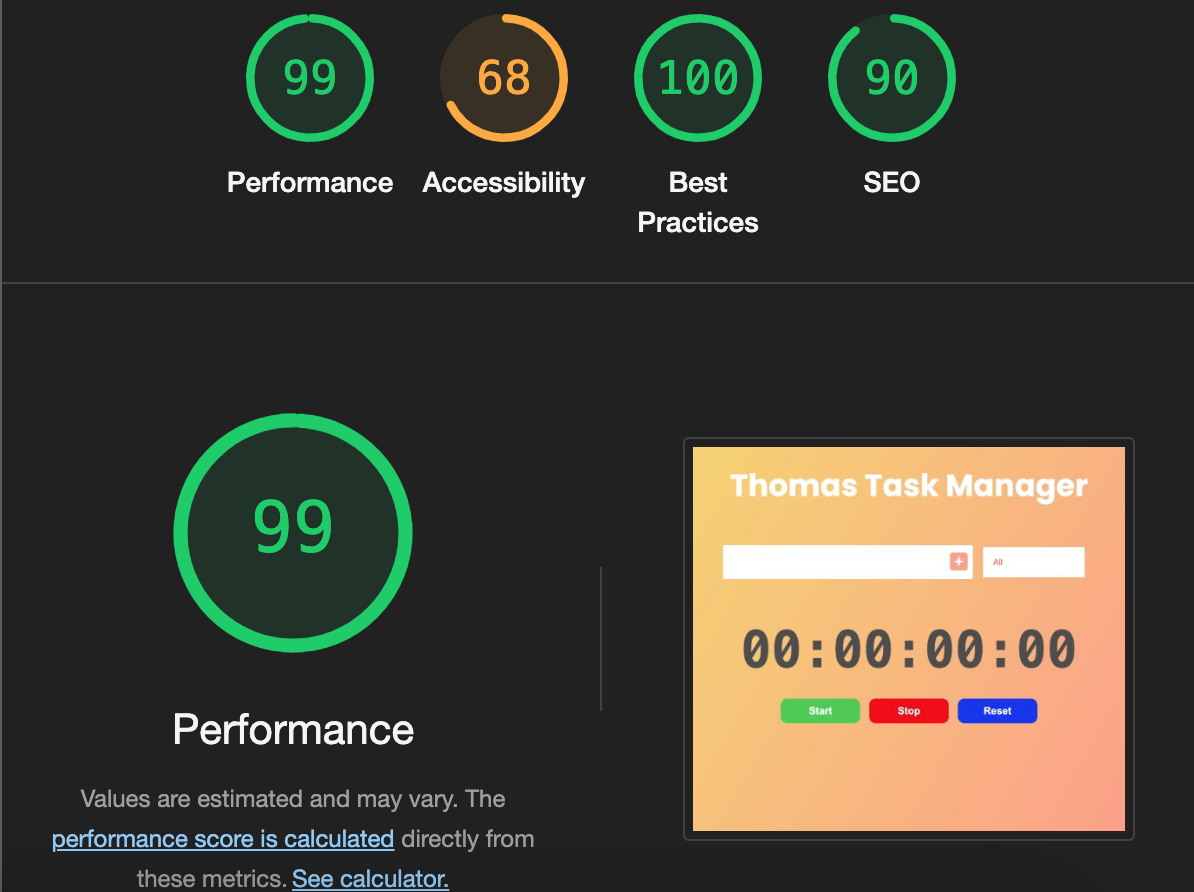 99
68
100
90
Performance
Accessibility
Best
Practices
SEO
99
Performance
Values are estimated and may vary. The
performance score is calculated directly from
these metrics. See calculator.
Thomas Task Manager
+
All
00:00:00:00
Start
Stop
Reset